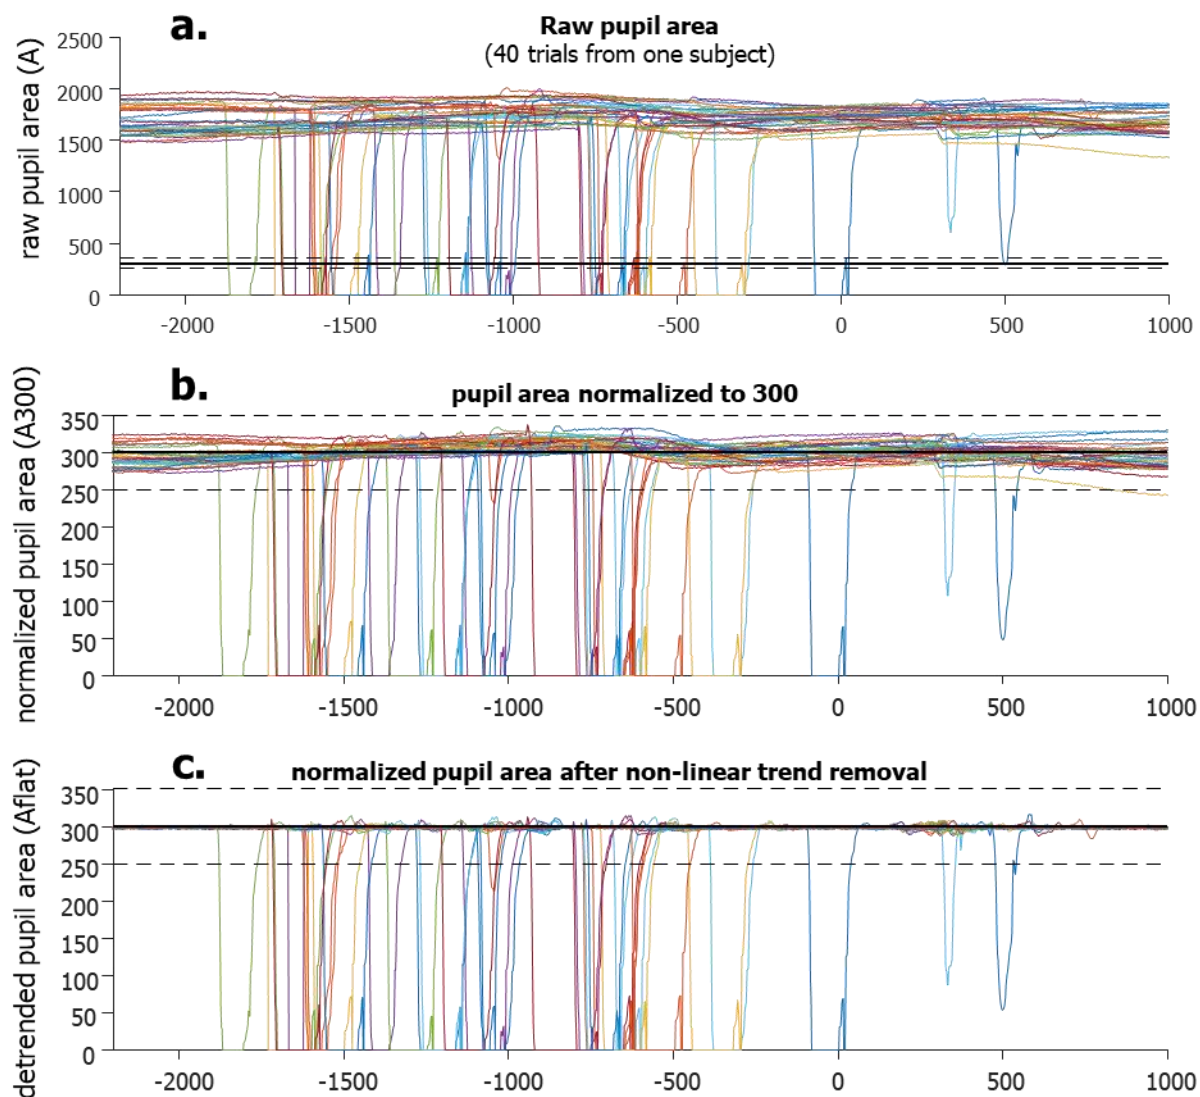 a.
Raw pupil area
(40 trials from one subject)
raw pupil area (A)
2500
2000
1500
1000
500
0
-2000 -1500 -1000 -500 0 500 1000
b.
pupil area normalized to 300
normalized pupil area (A300)
350
300
250
200
150
100
50
0
-2000 -1500 -1000 -500 0 500 1000
c.
normalized pupil area after non-linear trend removal
detrended pupil area (Aflat)
350
300
250
200
150
100
50
0
-2000 -1500 -1000 -500 0 500 1000